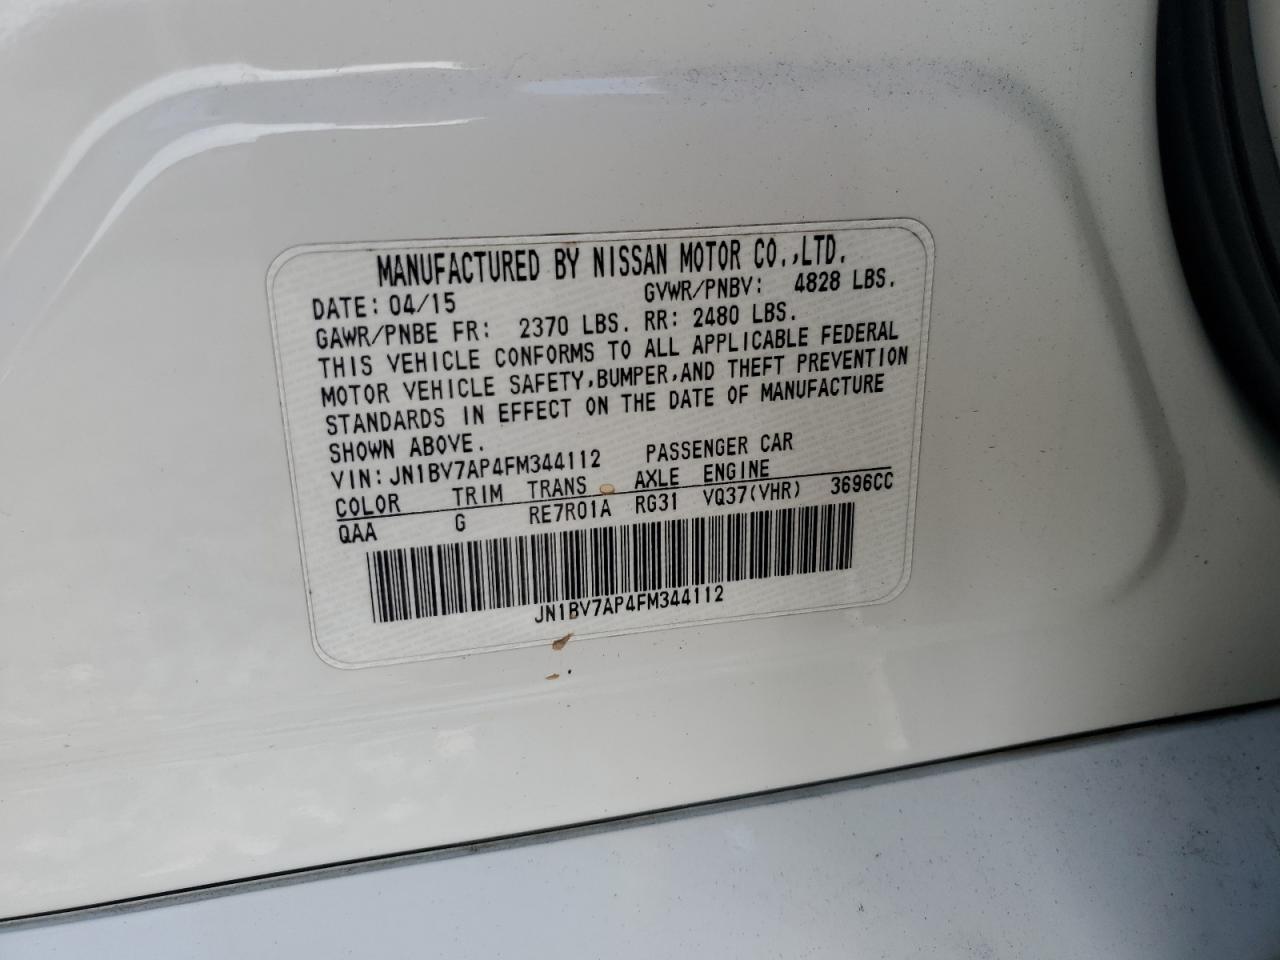 MANUFACTURED BY NISSAN MOTOR CO.,LTD.
DATE: 04/15 GVWR/PNBV: 4828 LBS.
GAWR/PNBE FR: 2370 LBS. RR: 2480 LBS.
THIS VEHICLE CONFORMS TO ALL APPLICABLE FEDERAL
MOTOR VEHICLE SAFETY,BUMPER,AND THEFT PREVENTION
STANDARDS IN EFFECT ON THE DATE OF MANUFACTURE
SHOWN ABOVE.
VIN: JN1BV7AP4FM344112 PASSENGER CAR
COLOR TRIM TRANS AXLE ENGINE
QAA G RE7R01A RG31 VQ37(VHR) 3696CC
JN1BV7AP4FM344112